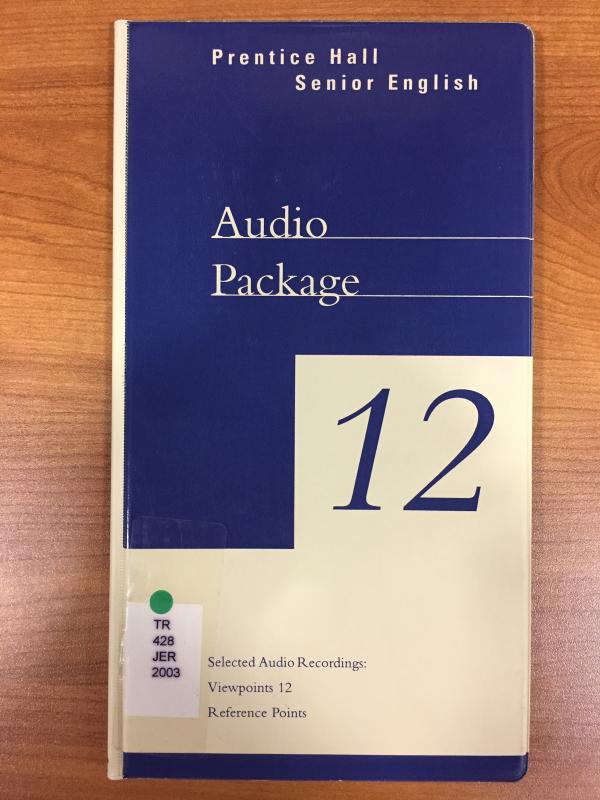 Prentice Hall
Senior English
Audio
Package
12
TR
428
JER
2003
Selected Audio Recordings:
Viewpoints 12
Reference Points